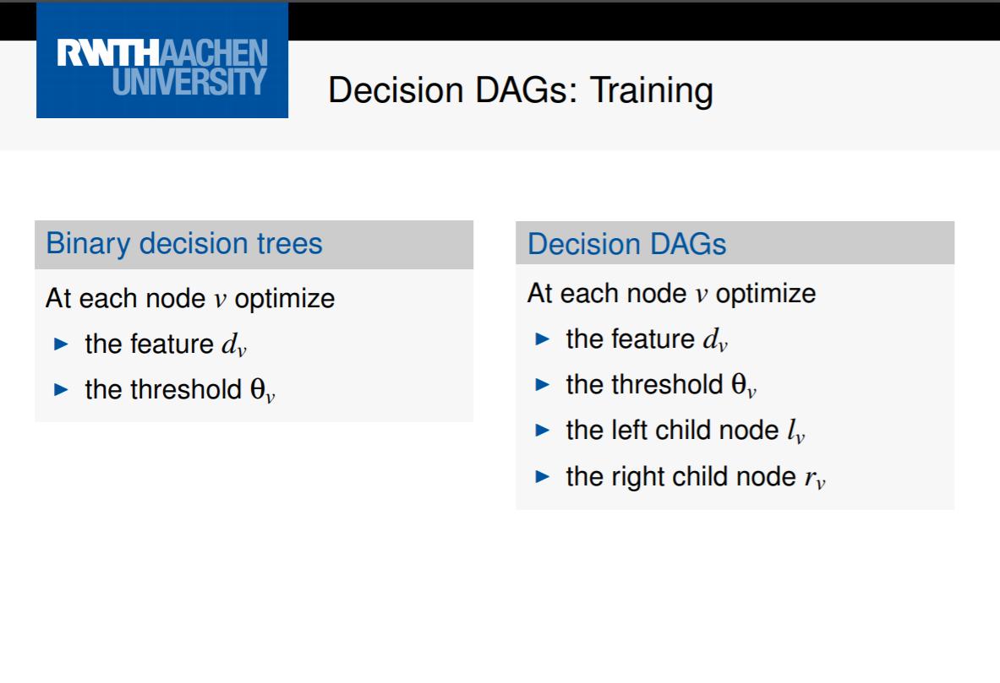 RWTHAACHEN
UNIVERSITY
Decision DAGs: Training
Binary decision trees
At each node v optimize
▶ the feature d_v
▶ the threshold θ_v
Decision DAGs
At each node v optimize
▶ the feature d_v
▶ the threshold θ_v
▶ the left child node l_v
▶ the right child node r_v